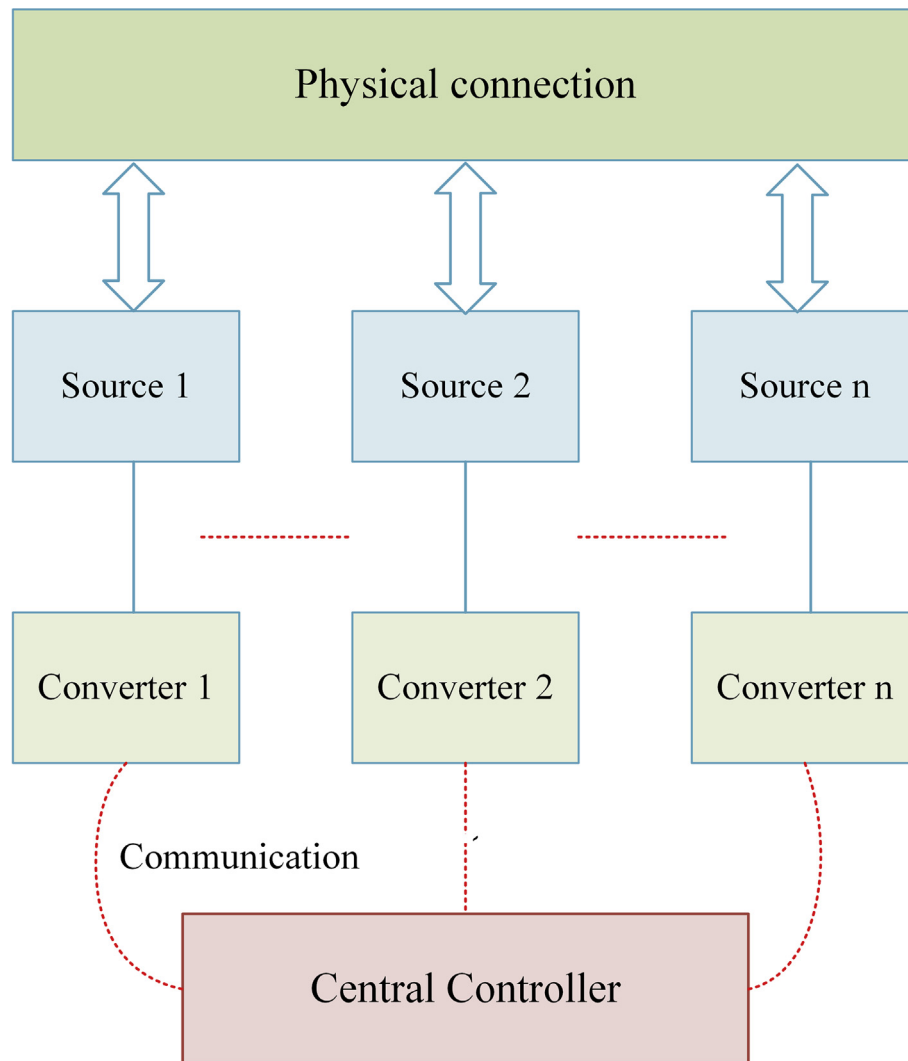 Physical connection
Source 1
Source 2
Source n
Converter 1
Converter 2
Converter n
Communication
Central Controller